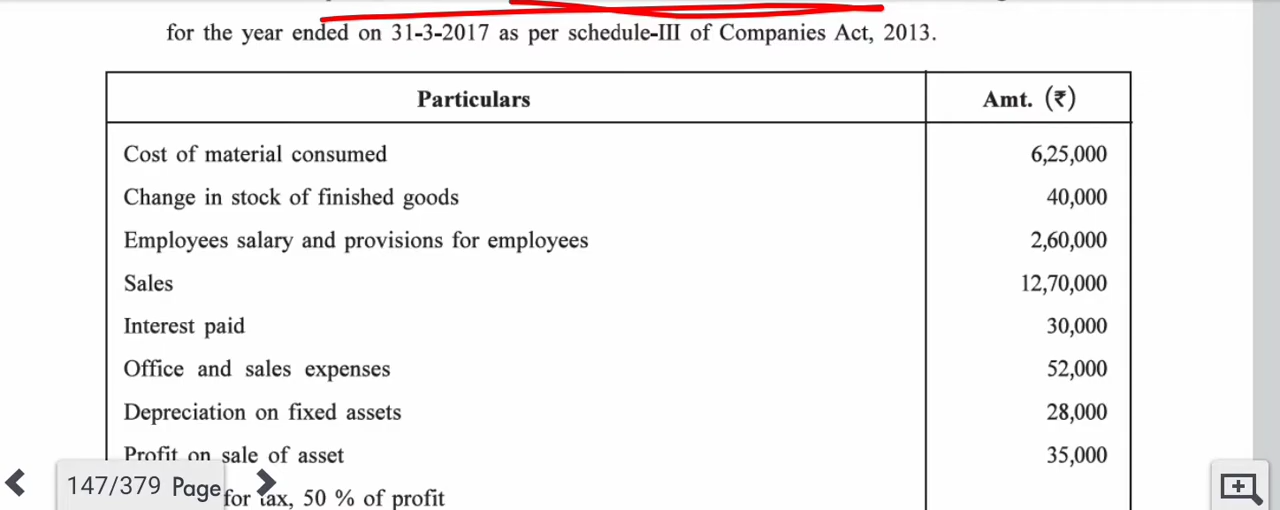 for the year ended on 31-3-2017 as per schedule-III of Companies Act, 2013.
Particulars Amt. (₹)
Cost of material consumed 6,25,000
Change in stock of finished goods 40,000
Employees salary and provisions for employees 2,60,000
Sales 12,70,000
Interest paid 30,000
Office and sales expenses 52,000
Depreciation on fixed assets 28,000
Profit on sale of asset 35,000
147/379 Page
for tax, 50 % of profit